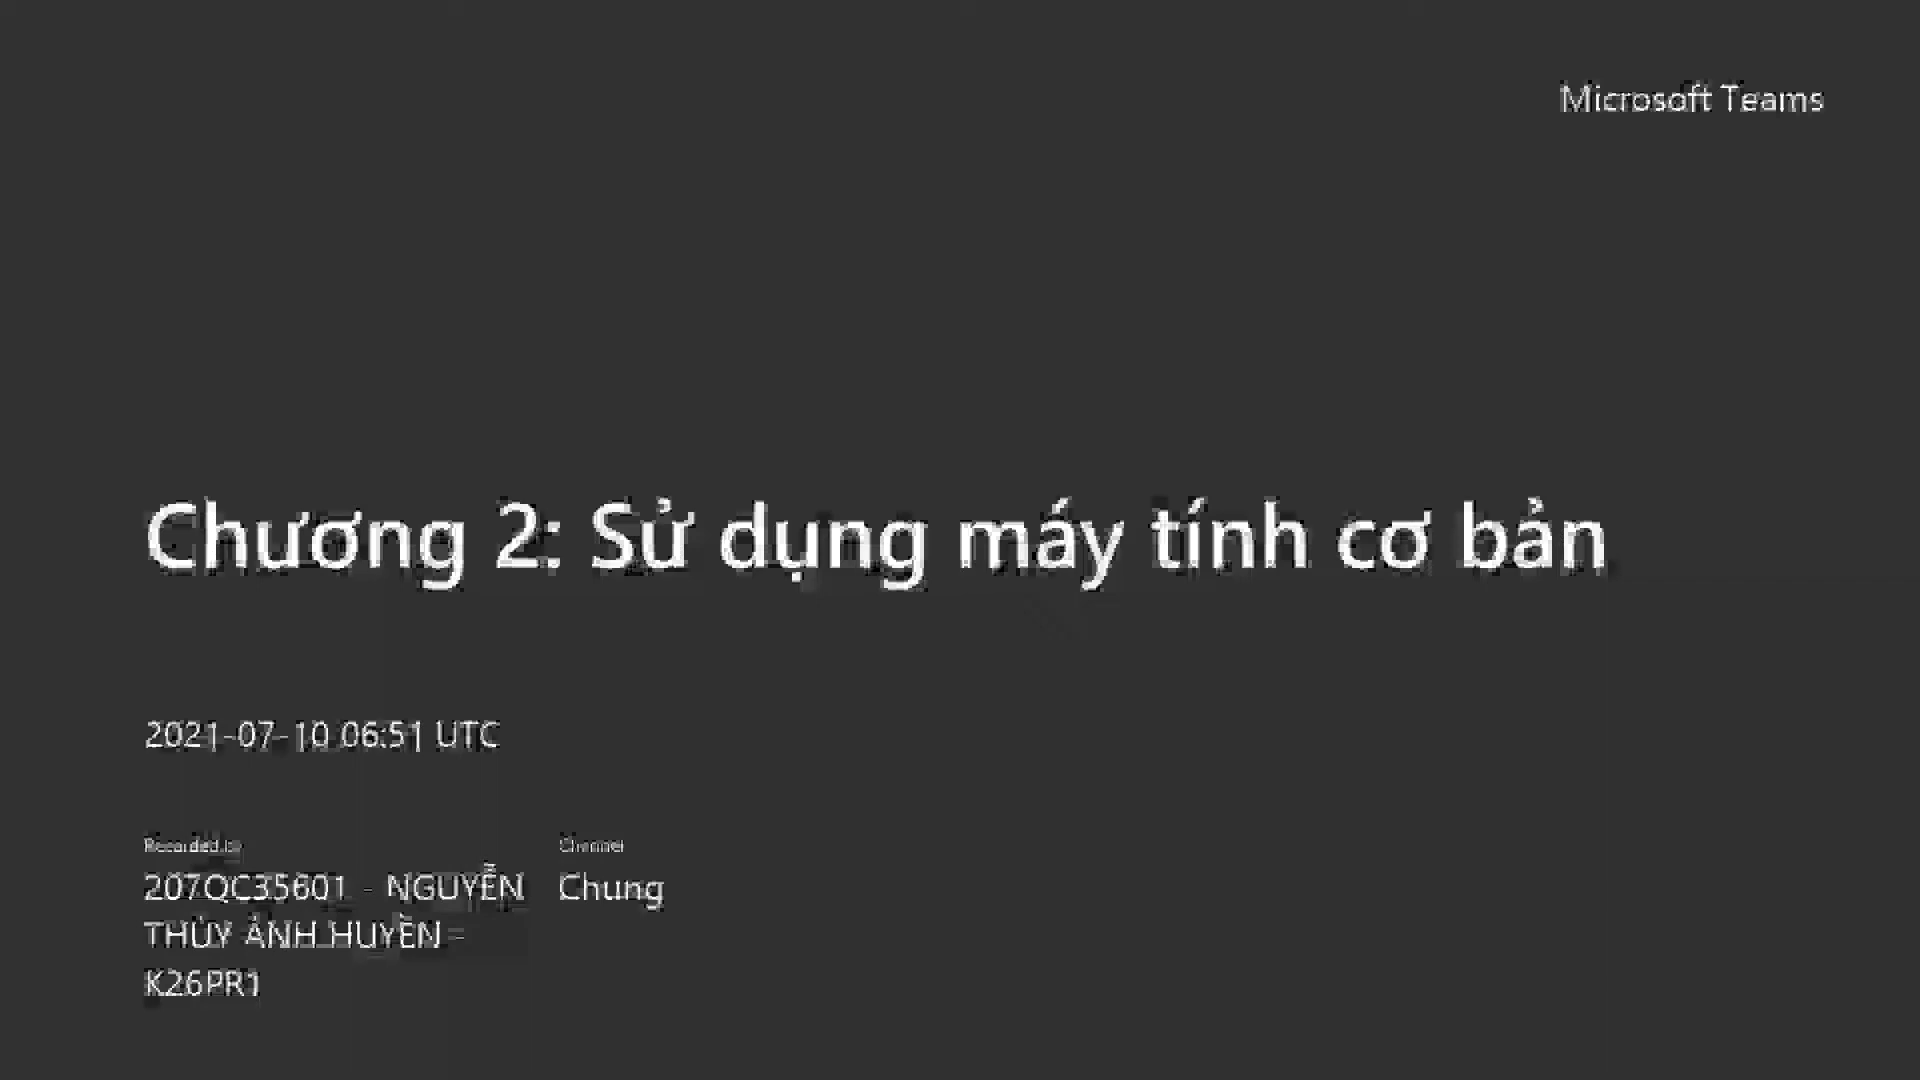 Microsoft Teams
Chương 2: Sử dụng máy tính cơ bản
2021-07-10 06:51 UTC
Recorded by
Channel
207QC35601 - NGUYỄN
Chung
THÙY ÁNH HUYỀN -
K26PR1